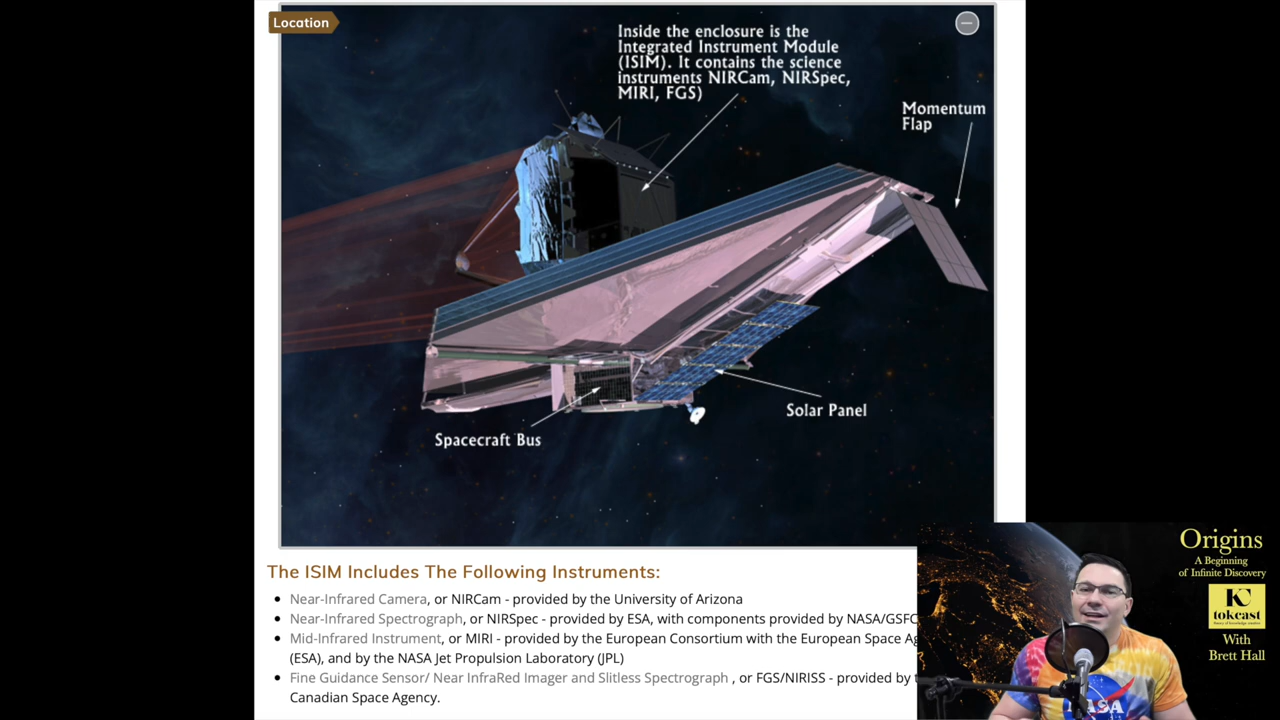 Location
Inside the enclosure is the
Integrated Instrument Module
(ISIM). It contains the science
instruments NIRCam, NIRSpec,
MIRI, FGS)
Momentum
Flap
Solar Panel
Spacecraft Bus
The ISIM Includes The Following Instruments:
Near-Infrared Camera, or NIRCam - provided by the University of Arizona
Near-Infrared Spectrograph, or NIRSpec - provided by ESA, with components provided by NASA/GSFC
Mid-Infrared Instrument, or MIRI - provided by the European Consortium with the European Space
(ESA), and by the NASA Jet Propulsion Laboratory (JPL)
Fine Guidance Sensor/ Near InfraRed Imager and Slitless Spectrograph , or FGS/NIRISS - provided by
Canadian Space Agency.
Origins
A Beginning
of Infinite Discovery
tokcast
With
Brett Hall
NASA